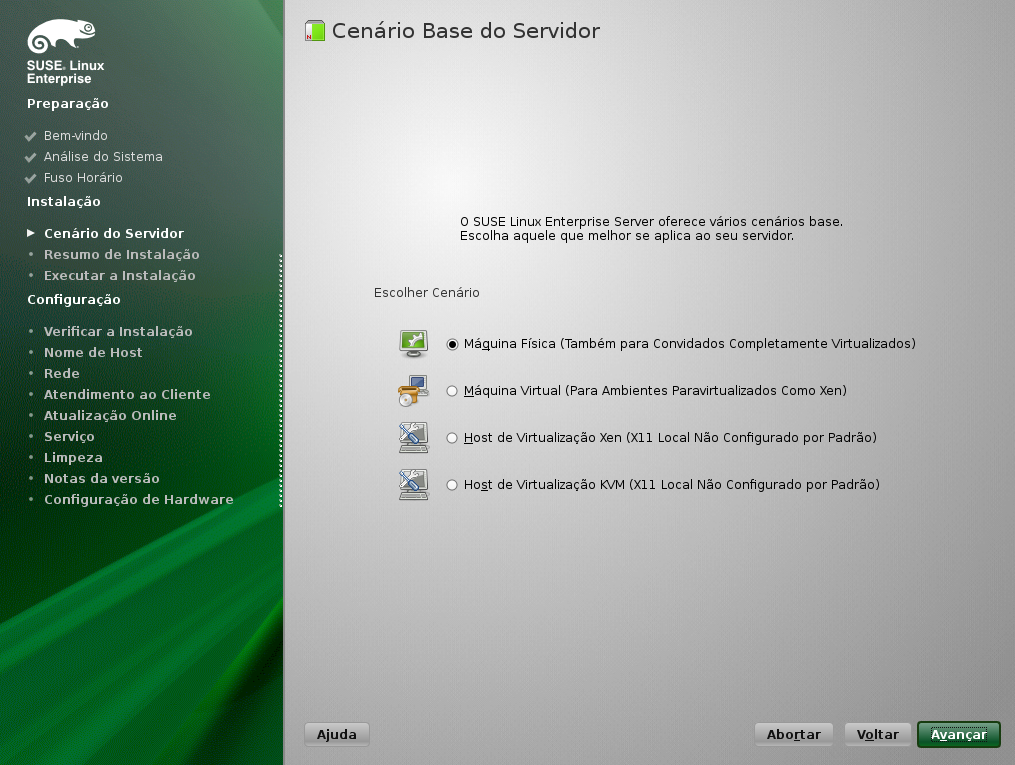 SUSE. Linux
Enterprise
Preparação
Bem-vindo
Análise do Sistema
Fuso Horário
Instalação
Cenário do Servidor
Resumo de Instalação
Executar a Instalação
Configuração
Verificar a Instalação
Nome de Host
Rede
Atendimento ao Cliente
Atualização Online
Serviço
Limpeza
Notas da versão
Configuração de Hardware
Cenário Base do Servidor
O SUSE Linux Enterprise Server oferece vários cenários base.
Escolha aquele que melhor se aplica ao seu servidor.
Escolher Cenário
Máquina Física (Também para Convidados Completamente Virtualizados)
Máquina Virtual (Para Ambientes Paravirtualizados Como Xen)
Host de Virtualização Xen (X11 Local Não Configurado por Padrão)
Host de Virtualização KVM (X11 Local Não Configurado por Padrão)
Ajuda
Abortar
Voltar
Avançar